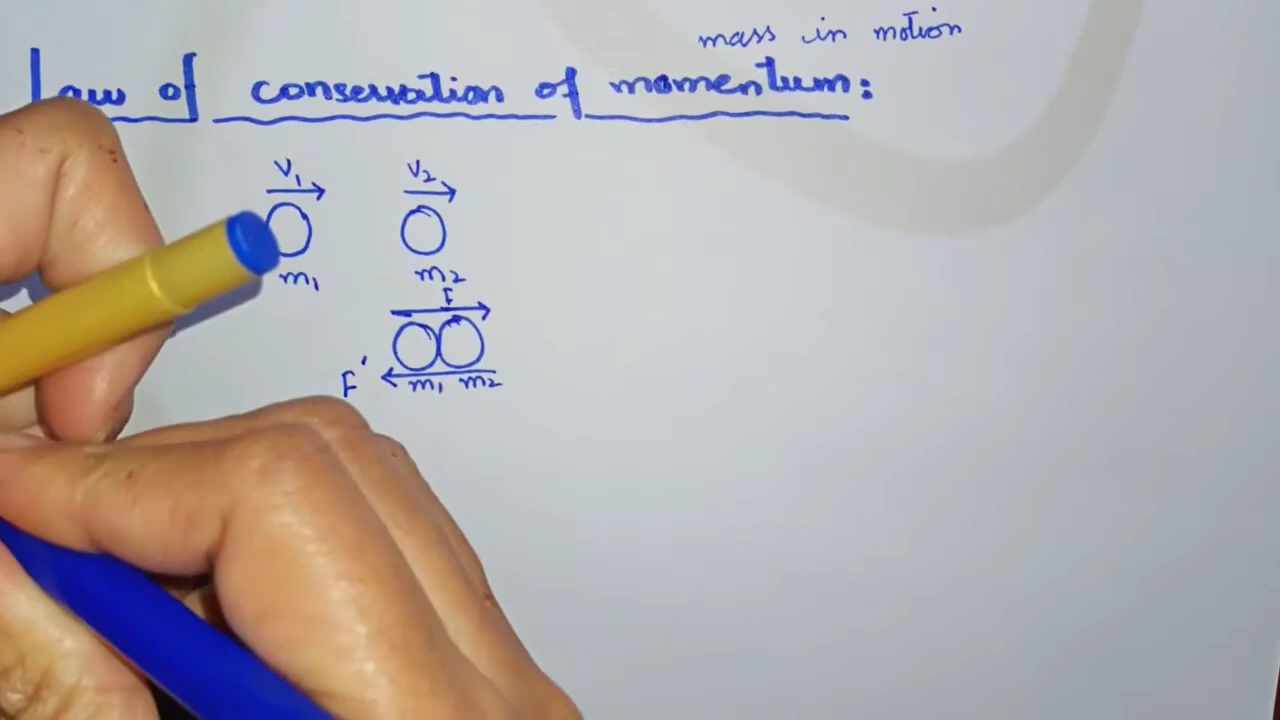 mass in motion
Law of conservation of momentum:
V1 V2
m1 m2
F
F'
m1 m2